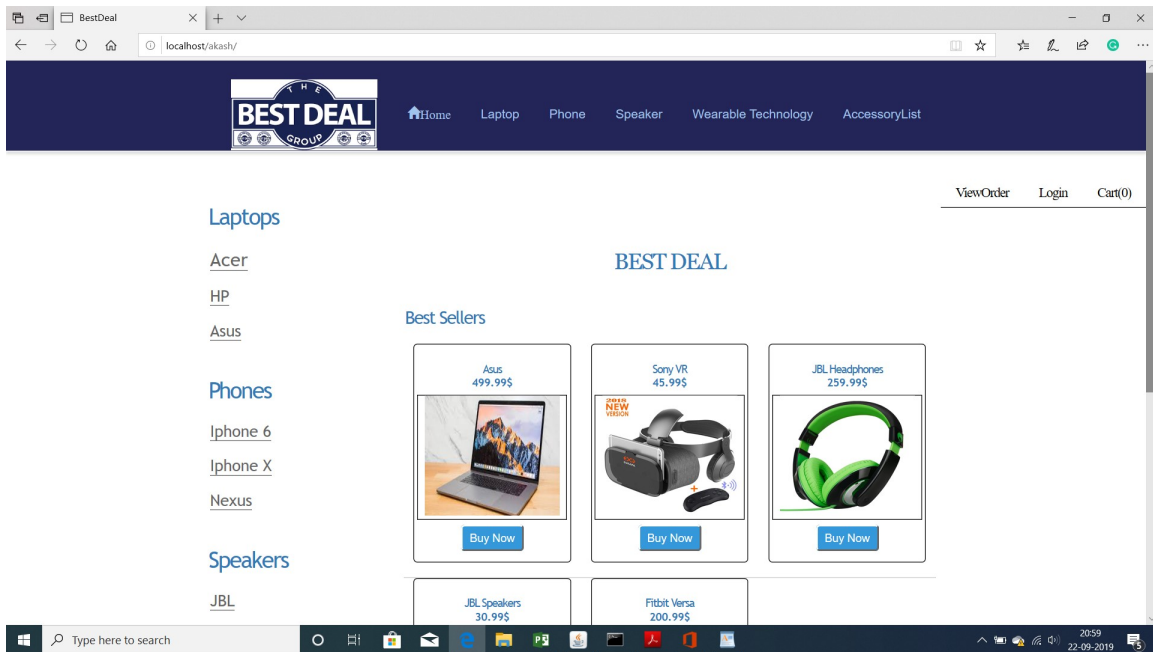 BestDeal
localhost/akash/
THE
BEST DEAL
GROUP
Home Laptop Phone Speaker Wearable Technology AccessoryList
ViewOrder Login Cart(0)
Laptops
Acer
HP
Asus
Phones
Iphone 6
Iphone X
Nexus
Speakers
JBL
BEST DEAL
Best Sellers
Asus
499.99$
Buy Now
Sony VR
45.99$
2018
NEW
VERSION
Buy Now
JBL Headphones
259.99$
Buy Now
JBL Speakers
30.99$
Fitbit Versa
200.99$
Type here to search
20:59
22-09-2019
5